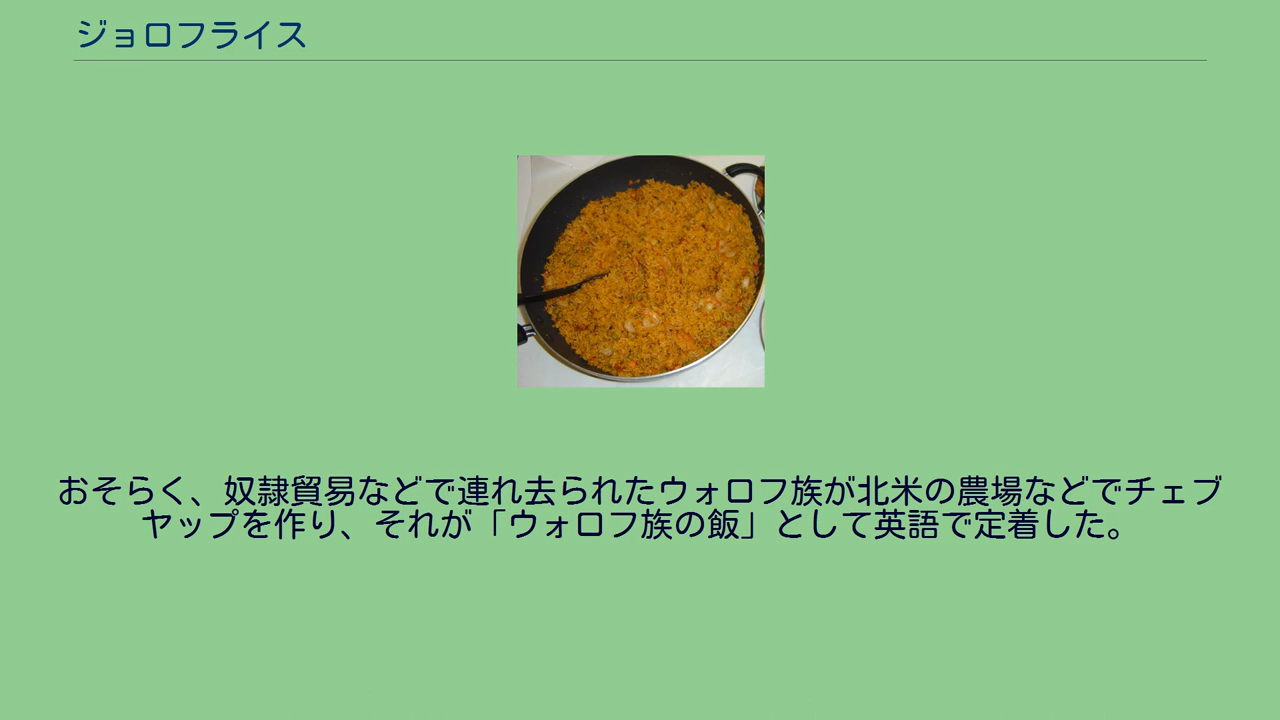 ジョロフライス
おそらく、奴隷貿易などで連れ去られたウォロフ族が北米の農場などでチェブ
ヤップを作り、それが「ウォロフ族の飯」として英語で定着した。